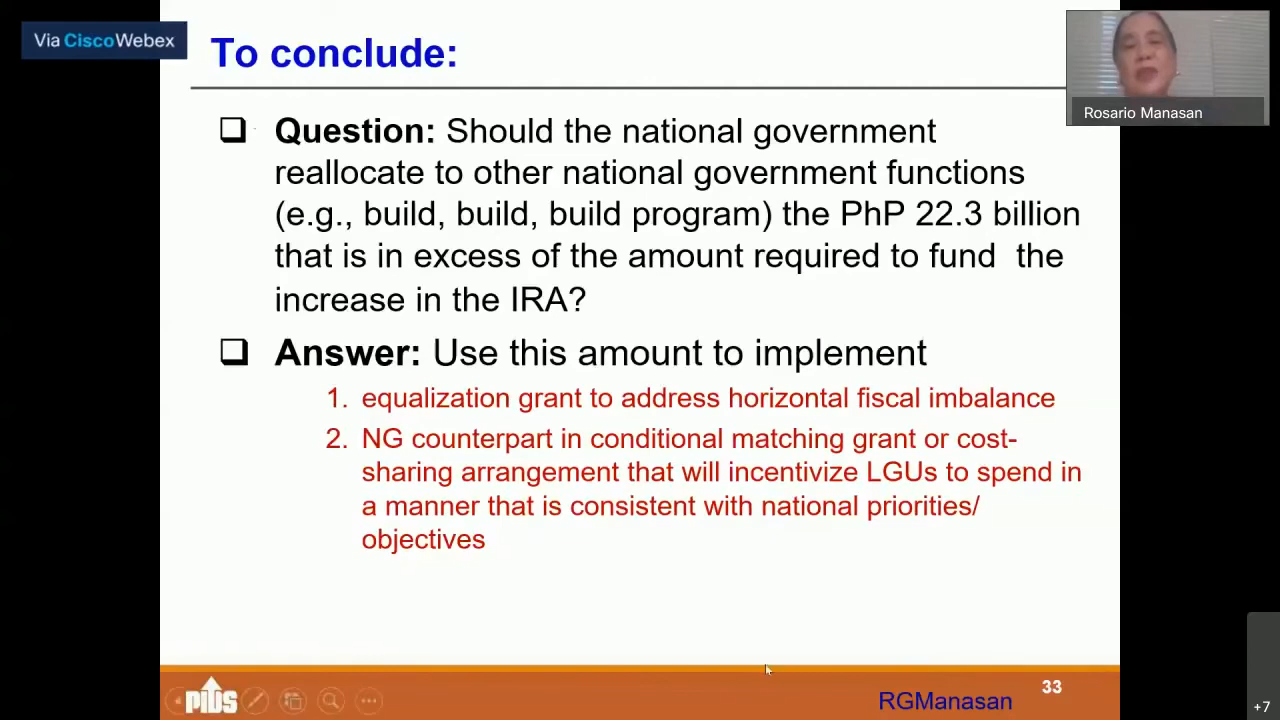 Via CiscoWebex
To conclude:
Rosario Manasan
Question: Should the national government
reallocate to other national government functions
(e.g., build, build, build program) the PhP 22.3 billion
that is in excess of the amount required to fund the
increase in the IRA?
Answer: Use this amount to implement
1. equalization grant to address horizontal fiscal imbalance
2. NG counterpart in conditional matching grant or cost-
sharing arrangement that will incentivize LGUs to spend in
a manner that is consistent with national priorities/
objectives
PIDS
RGManasan
33
+7